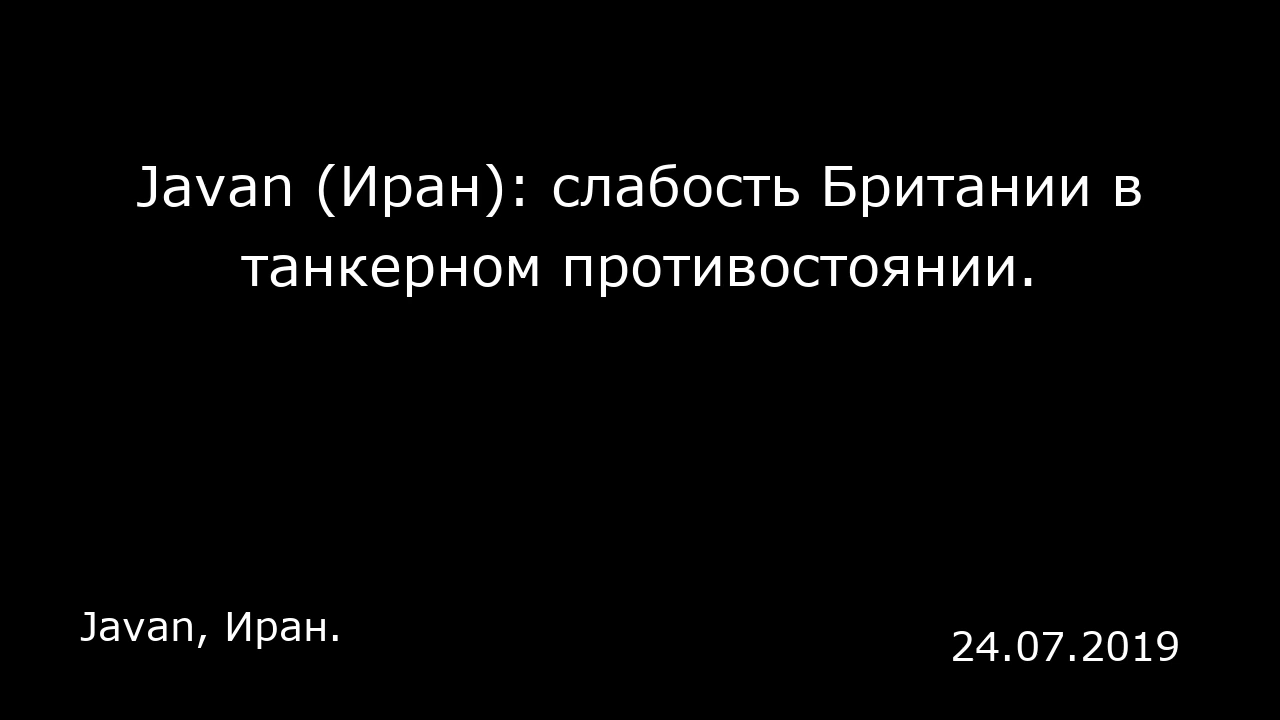 Javan (Иран): слабость Британии в
танкерном противостоянии.
Javan, Иран.
24.07.2019